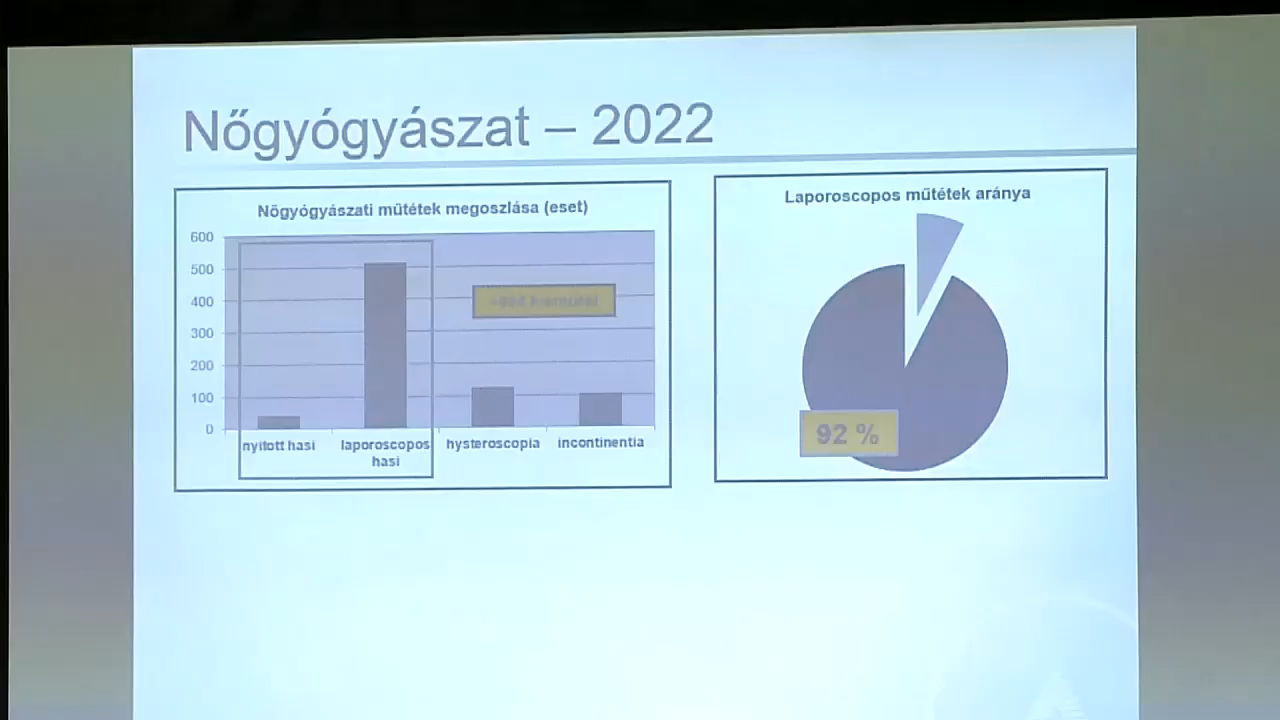 Nőgyógyászat – 2022
Nőgyógyászati műtétek megoszlása (eset)
600
500
400
300
200
100
0
nyitott hasi
laporoscopos
hasi
hysteroscopia
incontinentia
Laporoscopos műtétek aránya
92 %